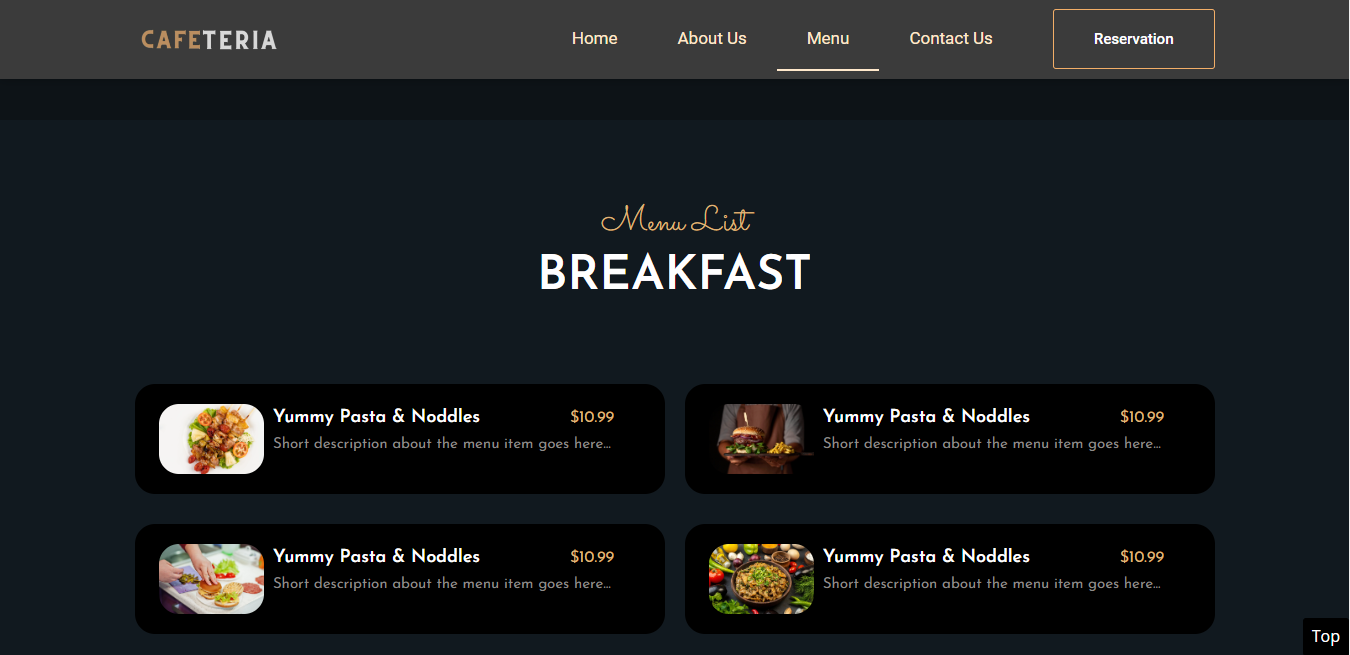 CAFETERIA
Home
About Us
Menu
Contact Us
Reservation
Menu List
BREAKFAST
Yummy Pasta & Noddles
$10.99
Short description about the menu item goes here...
Yummy Pasta & Noddles
$10.99
Short description about the menu item goes here...
Yummy Pasta & Noddles
$10.99
Short description about the menu item goes here...
Yummy Pasta & Noddles
$10.99
Short description about the menu item goes here...
Top